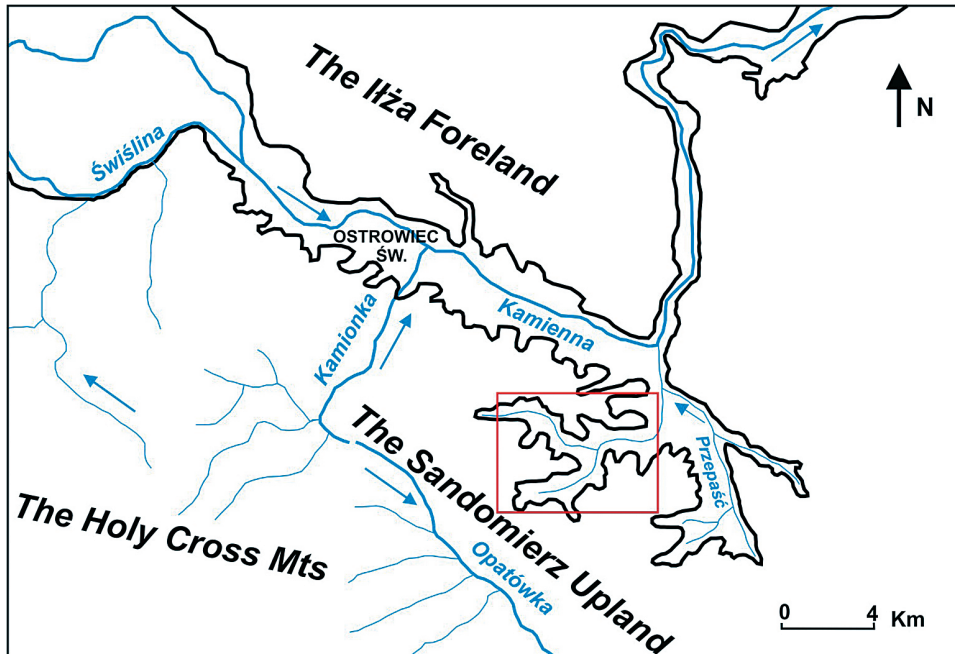 The Iłża Foreland
N
Świślina
OSTROWIEC
ŚW.
Kamionka
Kamienna
The Sandomierz Upland
Przepaść
The Holy Cross Mts
Opatówka
0 4 Km